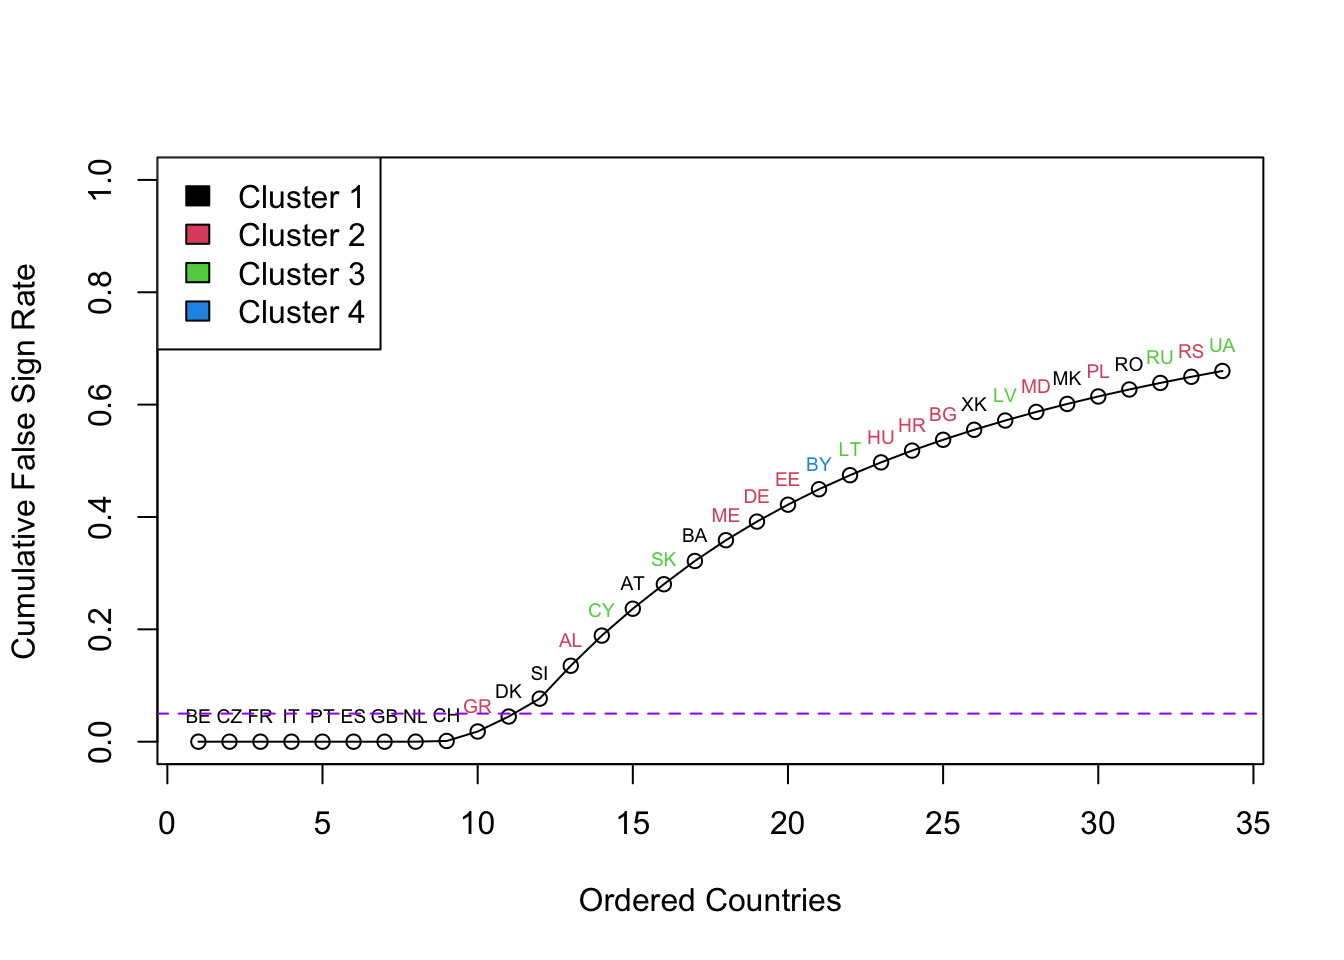 Cluster 1
Cluster 2
Cluster 3
Cluster 4
Cumulative False Sign Rate
1.0
0.8
0.6
0.4
0.2
0.0
BE CZ FR IT PT ES GB NL CH GR DK SI AL CY AT SK BA ME DE EE BY LT HU HR BG XK LV MD MK PL RO RU RS UA
0 5 10 15 20 25 30 35
Ordered Countries